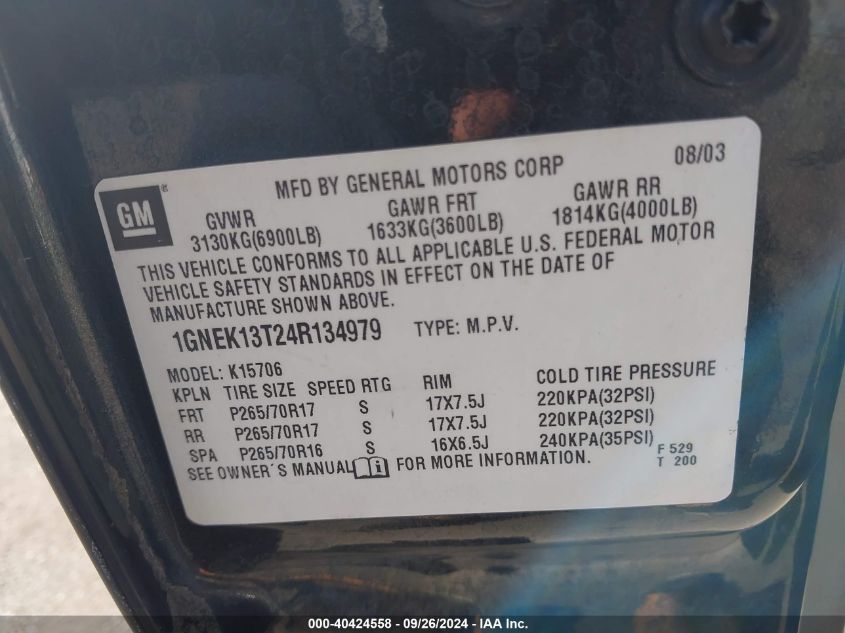 MFD BY GENERAL MOTORS CORP 08/03
GM ®
GVWR GAWR FRT GAWR RR
3130KG(6900LB) 1633KG(3600LB) 1814KG(4000LB)
THIS VEHICLE CONFORMS TO ALL APPLICABLE U.S. FEDERAL MOTOR
VEHICLE SAFETY STANDARDS IN EFFECT ON THE DATE OF
MANUFACTURE SHOWN ABOVE.
1GNEK13T24R134979 TYPE: M.P.V.
MODEL: K15706
KPLN TIRE SIZE SPEED RTG RIM COLD TIRE PRESSURE
FRT P265/70R17 S 17X7.5J 220KPA(32PSI)
RR P265/70R17 S 17X7.5J 220KPA(32PSI)
SPA P265/70R16 S 16X6.5J 240KPA(35PSI)
SEE OWNER'S MANUAL FOR MORE INFORMATION.
F 529
T 200
000-40424558 - 09/26/2024 - IAA Inc.